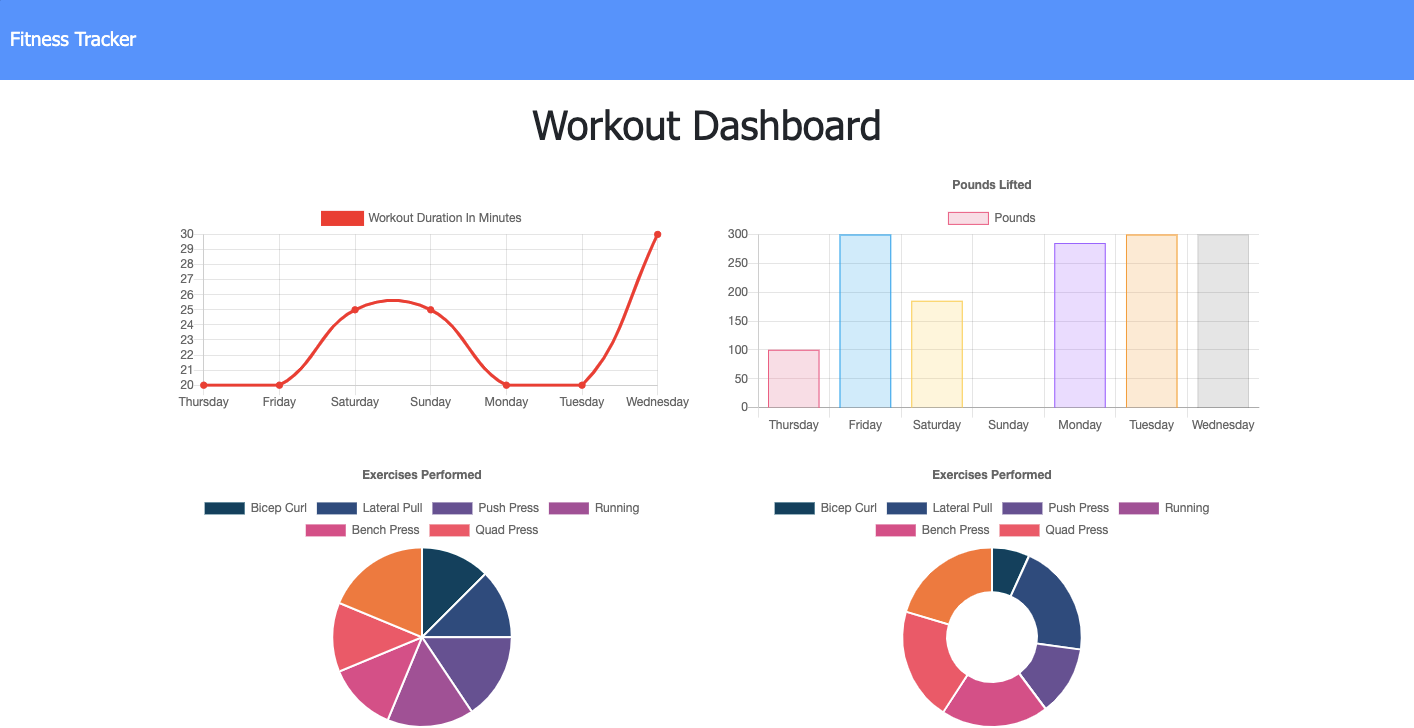 Fitness Tracker
Workout Dashboard
Workout Duration In Minutes
30
29
28
27
26
25
24
23
22
21
20
Thursday Friday Saturday Sunday Monday Tuesday Wednesday
Pounds Lifted
Pounds
300
250
200
150
100
50
0
Thursday Friday Saturday Sunday Monday Tuesday Wednesday
Exercises Performed
Bicep Curl Lateral Pull Push Press Running
Bench Press Quad Press
Exercises Performed
Bicep Curl Lateral Pull Push Press Running
Bench Press Quad Press